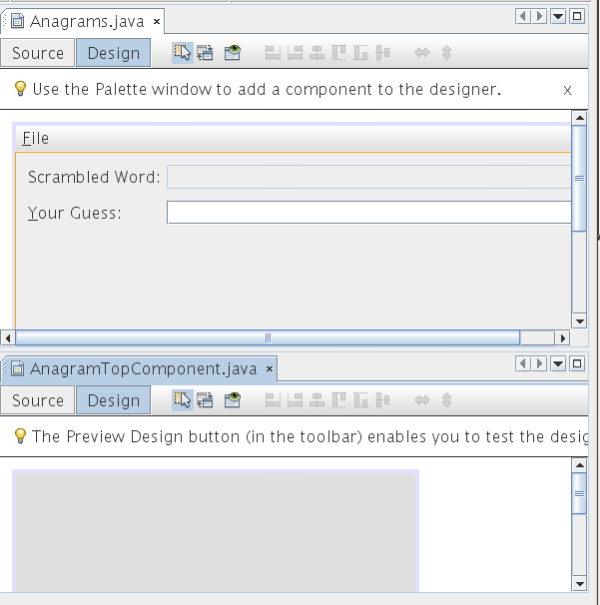 Anagrams.java ×
Source Design
Use the Palette window to add a component to the designer. x
File
Scrambled Word:
Your Guess:
AnagramTopComponent.java ×
Source Design
The Preview Design button (in the toolbar) enables you to test the desig